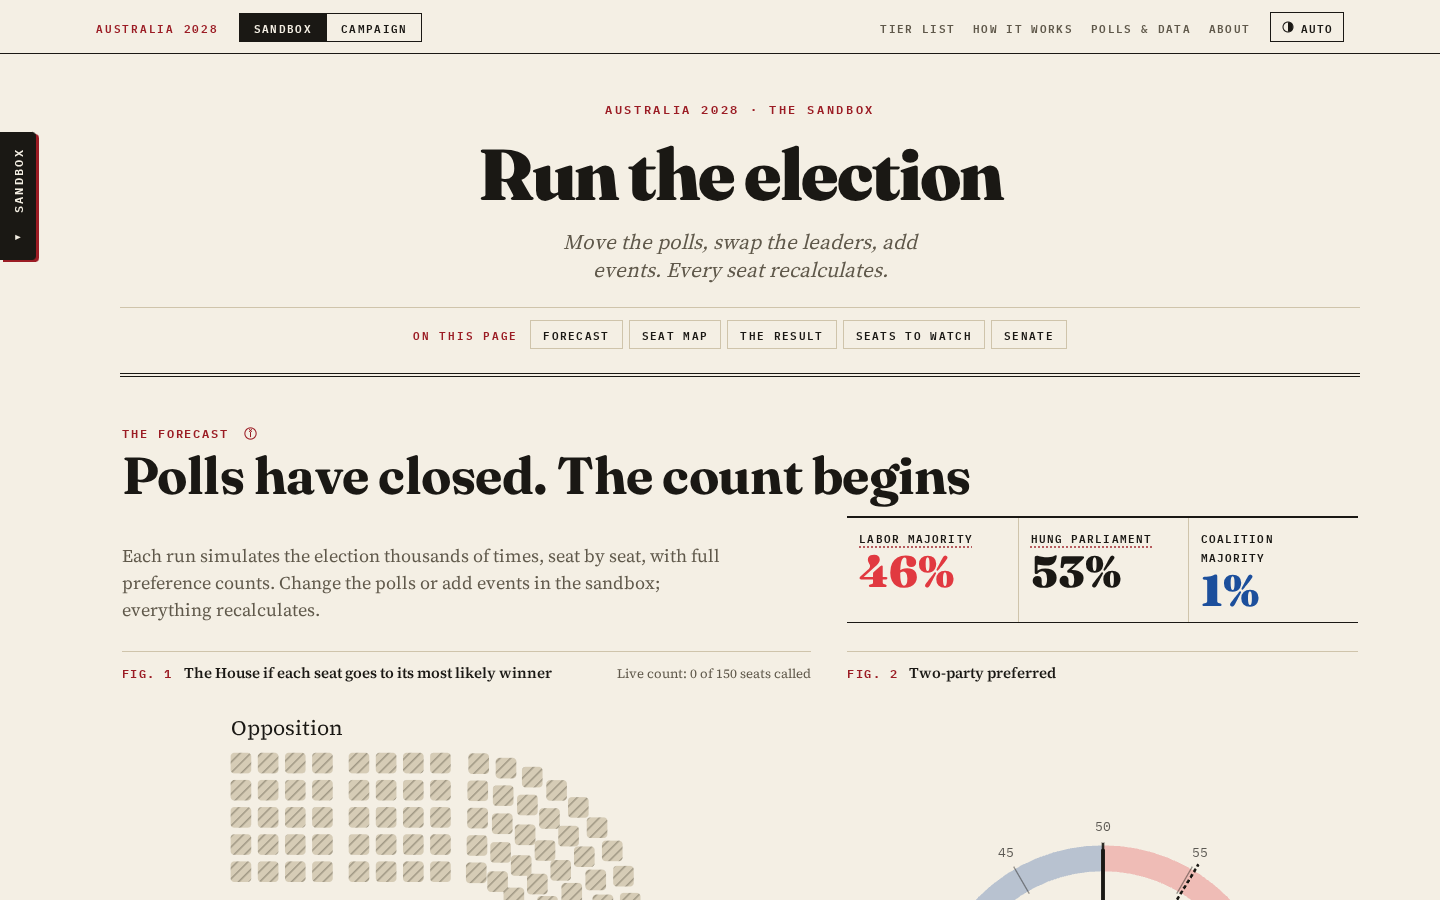 AUSTRALIA 2028
SANDBOX
CAMPAIGN
TIER LIST
HOW IT WORKS
POLLS & DATA
ABOUT
AUTO
SANDBOX
AUSTRALIA 2028 · THE SANDBOX
Run the election
Move the polls, swap the leaders, add
events. Every seat recalculates.
ON THIS PAGE
FORECAST
SEAT MAP
THE RESULT
SEATS TO WATCH
SENATE
THE FORECAST
Polls have closed. The count begins
Each run simulates the election thousands of times, seat by seat, with full
preference counts. Change the polls or add events in the sandbox;
everything recalculates.
LABOR MAJORITY
46%
HUNG PARLIAMENT
53%
COALITION
MAJORITY
1%
FIG. 1 The House if each seat goes to its most likely winner
Live count: 0 of 150 seats called
FIG. 2 Two-party preferred
Opposition
50
45
55